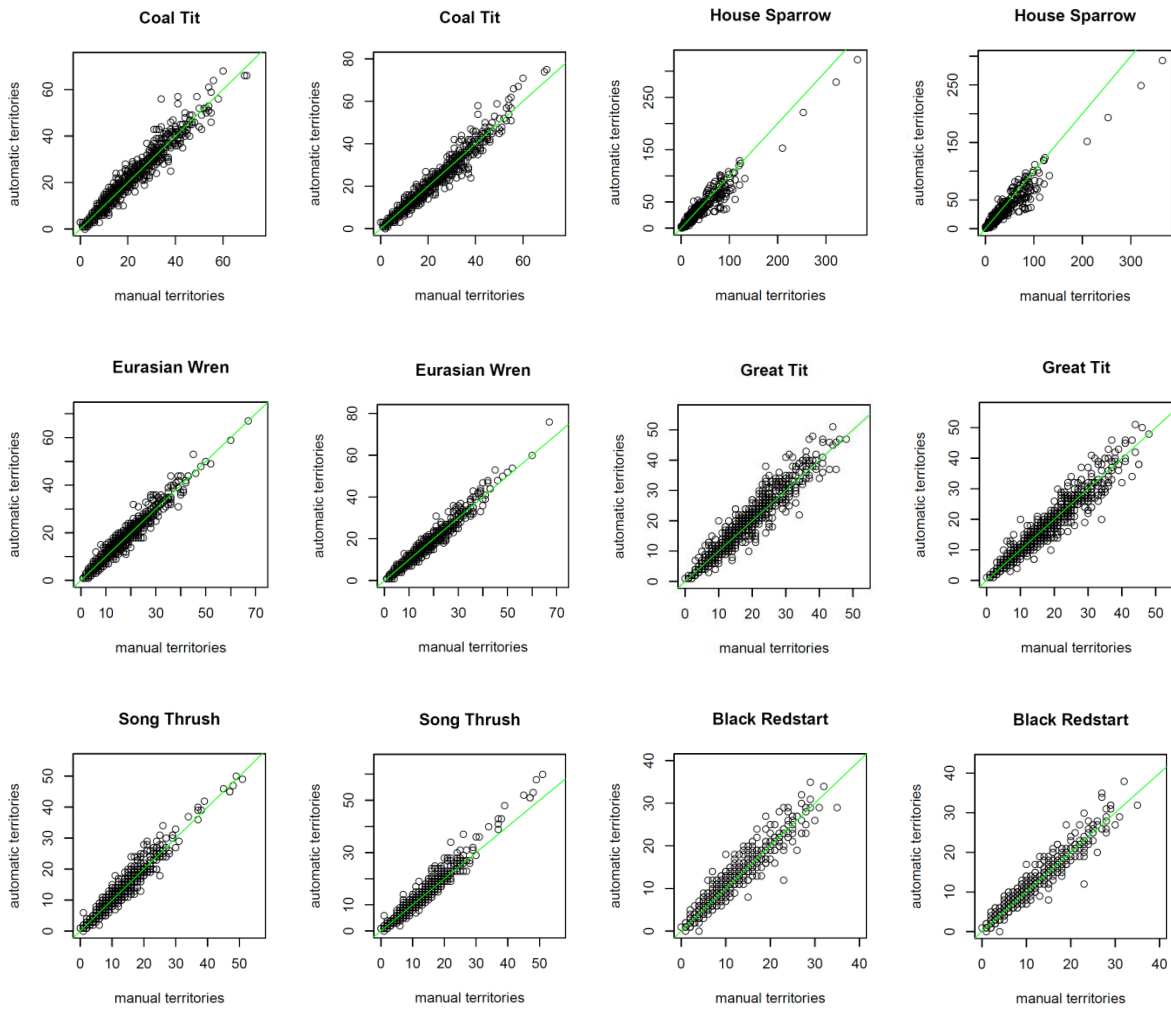 Coal Tit
automatic territories
60
40
20
0
0 20 40 60
manual territories
Coal Tit
automatic territories
80
60
40
20
0
0 20 40 60
manual territories
House Sparrow
automatic territories
250
150
50
0
0 100 200 300
manual territories
House Sparrow
automatic territories
250
150
50
0
0 100 200 300
manual territories
Eurasian Wren
automatic territories
60
40
20
0
0 10 30 50 70
manual territories
Eurasian Wren
automatic territories
80
60
40
20
0
0 10 30 50 70
manual territories
Great Tit
automatic territories
50
40
30
20
10
0
0 10 20 30 40 50
manual territories
Great Tit
automatic territories
50
40
30
20
10
0
0 10 20 30 40 50
manual territories
Song Thrush
automatic territories
50
40
30
20
10
0
0 10 20 30 40 50
manual territories
Song Thrush
automatic territories
50
30
10
0
0 10 30 50
manual territories
Black Redstart
automatic territories
40
30
20
10
0
0 10 20 30 40
manual territories
Black Redstart
automatic territories
40
30
20
10
0
0 10 20 30 40
manual territories